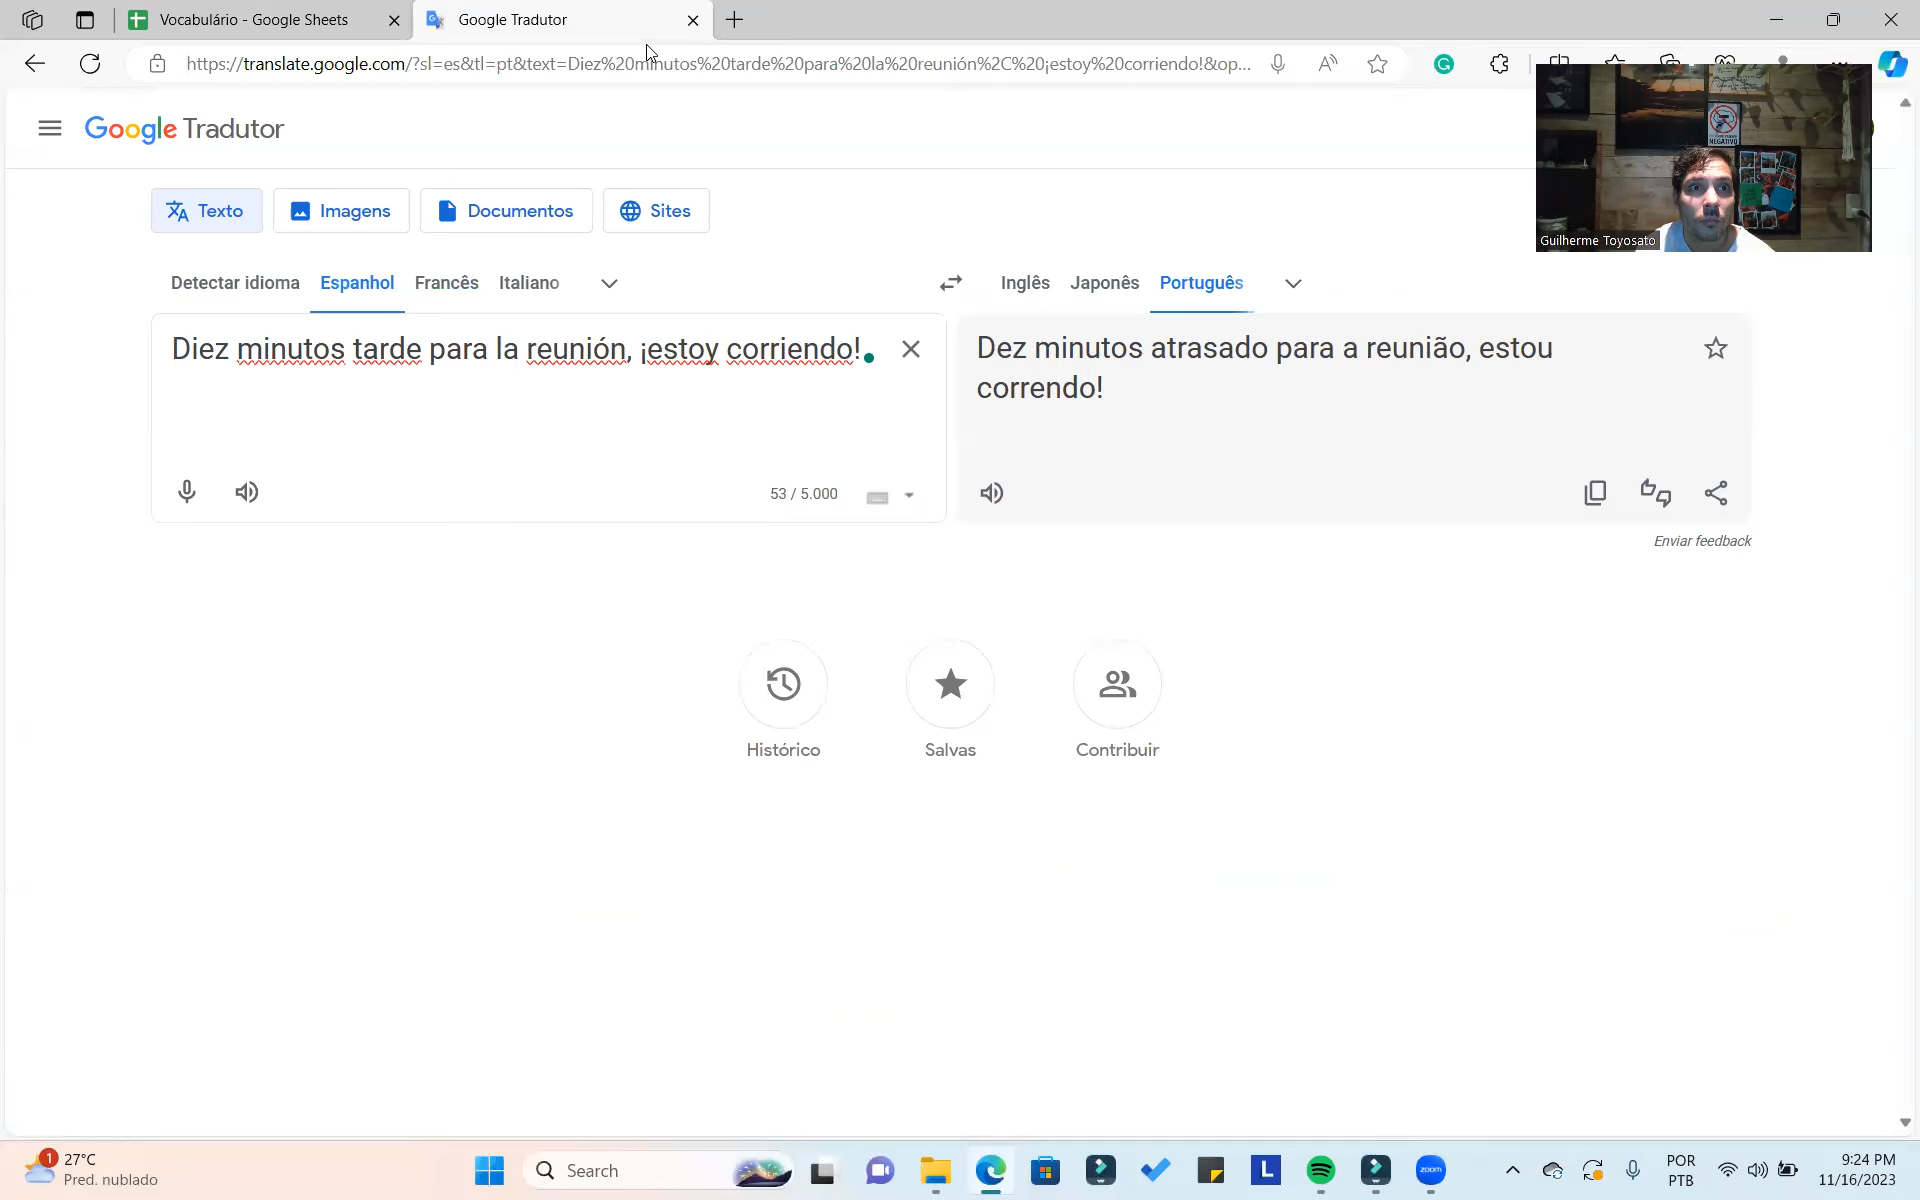 Vocabulário - Google Sheets
Google Tradutor
https://translate.google.com/?sl=es&tl=pt&text=Diez%20minutos%20tarde%20para%20la%20reunión%2C%20¡estoy%20corriendo!&op...
Google Tradutor
NEGATIVO
Guilherme Toyosato
Texto
Imagens
Documentos
Sites
Detectar idioma Espanhol Francês Italiano
Inglês Japonês Português
Diez minutos tarde para la reunión, ¡estoy corriendo!
53 / 5.000
Dez minutos atrasado para a reunião, estou
correndo!
Enviar feedback
Histórico
Salvas
Contribuir
1
27°C
Pred. nublado
Search
L
zoom
POR
PTB
9:24 PM
11/16/2023